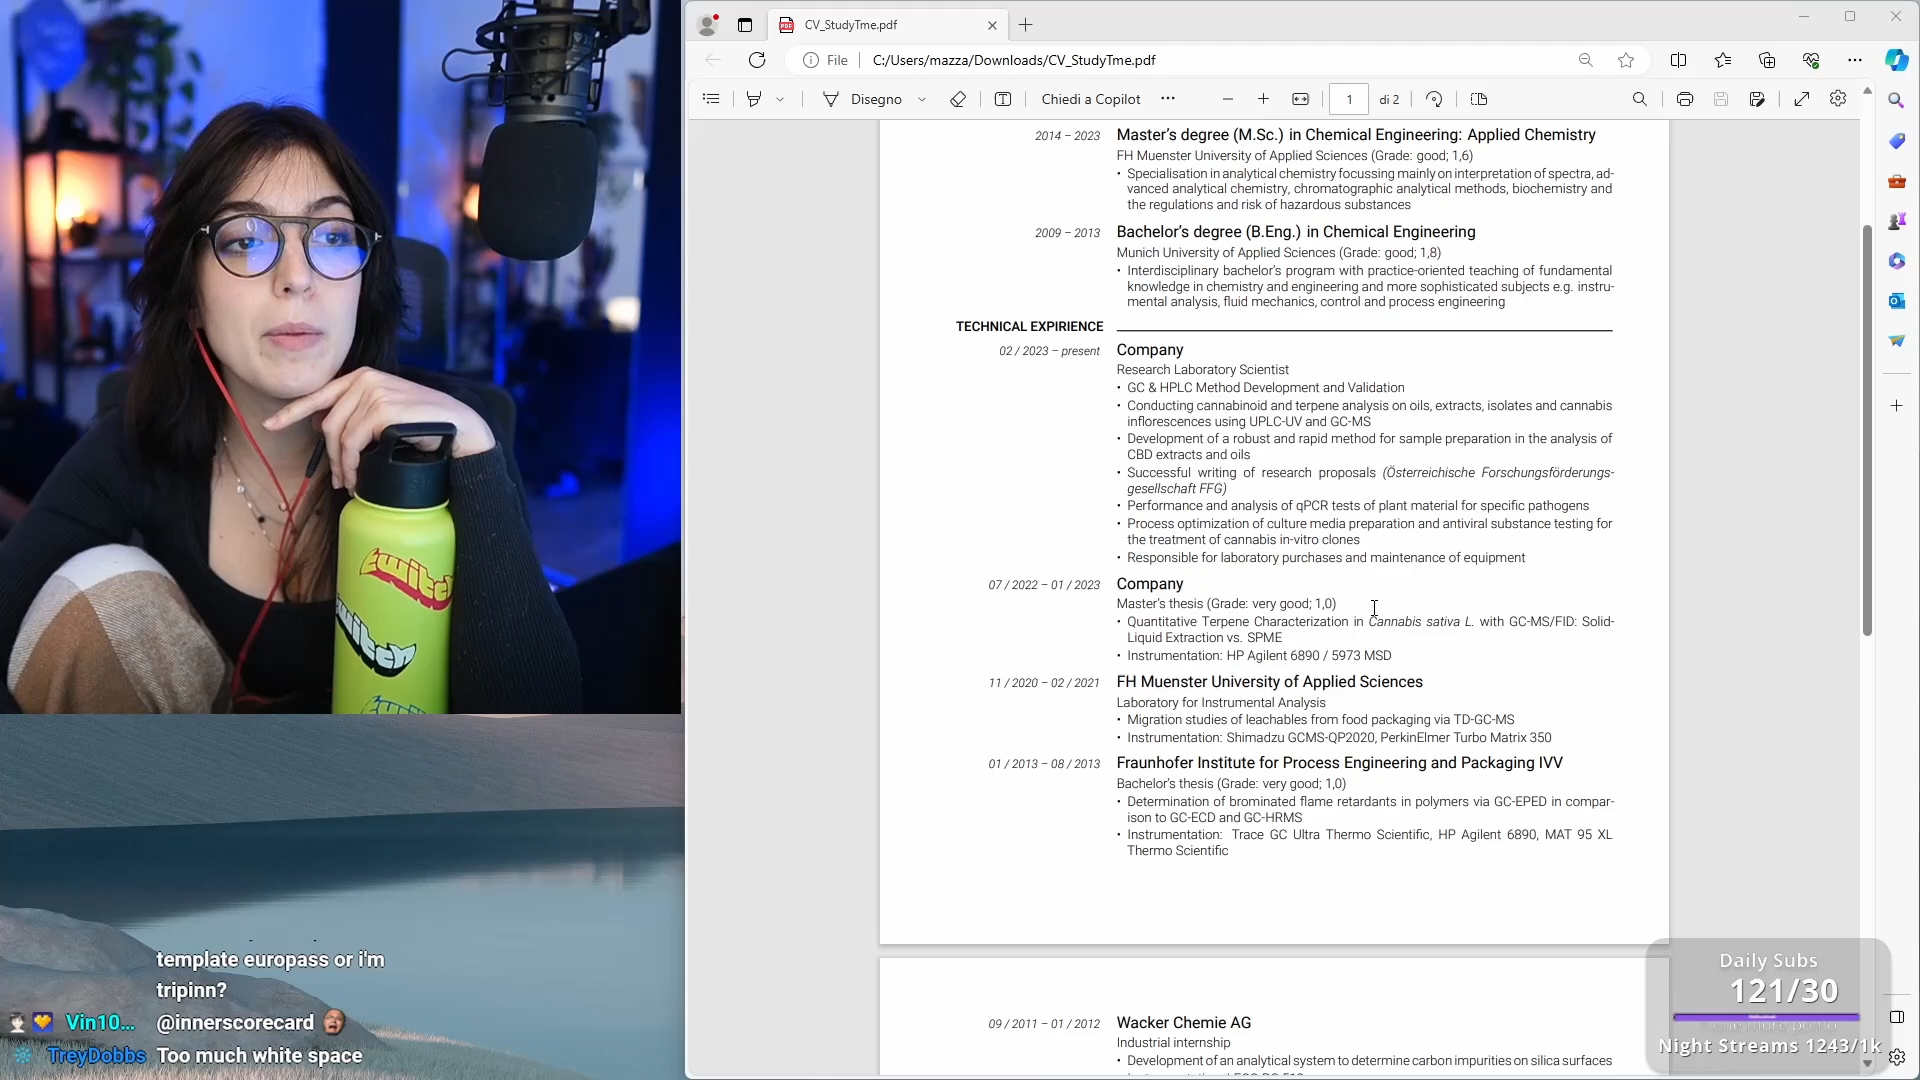 CV_StudyTme.pdf
File
C:/Users/mazza/Downloads/CV_StudyTme.pdf
Disegno
Chiedi a Copilot
1
di 2
2014 – 2023
Master's degree (M.Sc.) in Chemical Engineering: Applied Chemistry
FH Muenster University of Applied Sciences (Grade: good; 1,6)
• Specialisation in analytical chemistry focussing mainly on interpretation of spectra, ad-
vanced analytical chemistry, chromatographic analytical methods, biochemistry and
the regulations and risk of hazardous substances
2009 – 2013
Bachelor's degree (B.Eng.) in Chemical Engineering
Munich University of Applied Sciences (Grade: good; 1,8)
• Interdisciplinary bachelor's program with practice-oriented teaching of fundamental
knowledge in chemistry and engineering and more sophisticated subjects e.g. instru-
mental analysis, fluid mechanics, control and process engineering
TECHNICAL EXPIRIENCE
02 / 2023 – present
Company
Research Laboratory Scientist
• GC & HPLC Method Development and Validation
• Conducting cannabinoid and terpene analysis on oils, extracts, isolates and cannabis
inflorescences using UPLC-UV and GC-MS
• Development of a robust and rapid method for sample preparation in the analysis of
CBD extracts and oils
• Successful writing of research proposals (Österreichische Forschungsförderungs-
gesellschaft FFG)
• Performance and analysis of qPCR tests of plant material for specific pathogens
• Process optimization of culture media preparation and antiviral substance testing for
the treatment of cannabis in-vitro clones
• Responsible for laboratory purchases and maintenance of equipment
07 / 2022 – 01 / 2023
Company
Master's thesis (Grade: very good; 1,0)
• Quantitative Terpene Characterization in Cannabis sativa L. with GC-MS/FID: Solid-
Liquid Extraction vs. SPME
• Instrumentation: HP Agilent 6890 / 5973 MSD
11 / 2020 – 02 / 2021
FH Muenster University of Applied Sciences
Laboratory for Instrumental Analysis
• Migration studies of leachables from food packaging via TD-GC-MS
• Instrumentation: Shimadzu GCMS-QP2020, PerkinElmer Turbo Matrix 350
01 / 2013 – 08 / 2013
Fraunhofer Institute for Process Engineering and Packaging IVV
Bachelor's thesis (Grade: very good; 1,0)
• Determination of brominated flame retardants in polymers via GC-EPED in compar-
ison to GC-ECD and GC-HRMS
• Instrumentation: Trace GC Ultra Thermo Scientific, HP Agilent 6890, MAT 95 XL
Thermo Scientific
09 / 2011 – 01 / 2012
Wacker Chemie AG
Industrial internship
• Development of an analytical system to determine carbon impurities on silica surfaces
twitch
twitch
template europass or i'm
tripinn?
Vin10... @innerscorecard
TreyDobbs Too much white space
Daily Subs
121/30
Night Streams 1243/1k